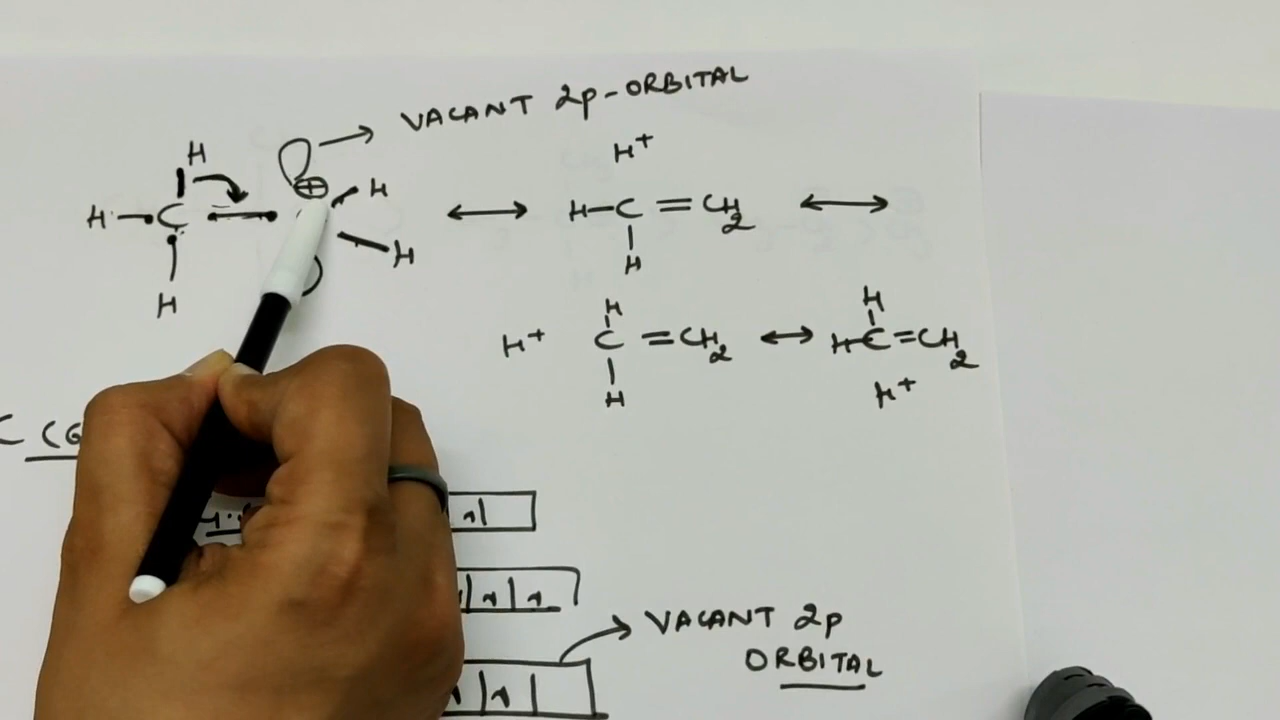 VACANT 2p-ORBITAL
H H⁺
⊕ H
H-C H ⟷ H-C=CH₂ ⟷
H H
H H H
H⁺ C=CH₂ ⟷ H-C=CH₂
H H⁺
C (G
VACANT 2p
ORBITAL